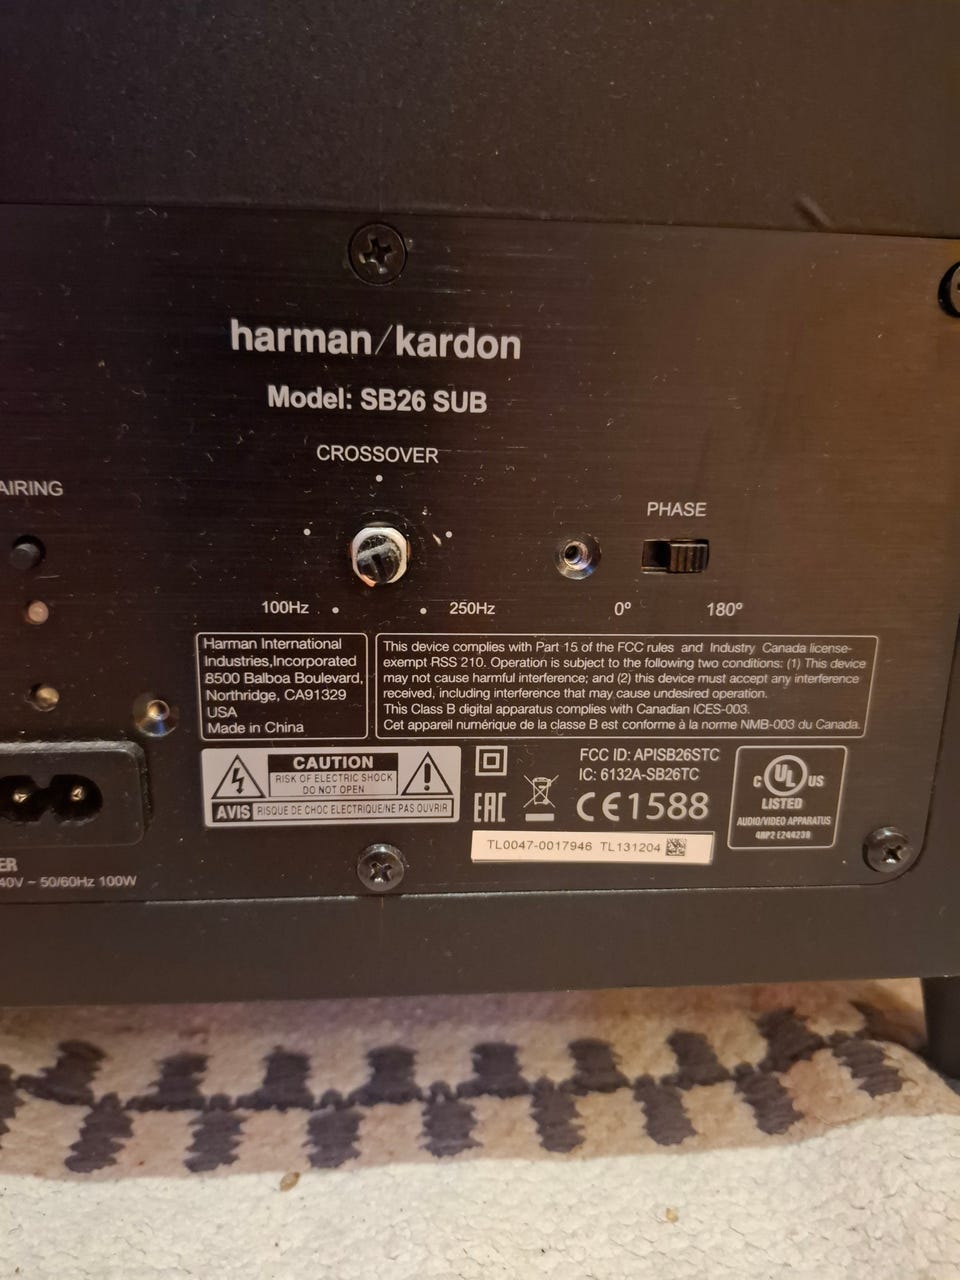 harman/kardon
Model: SB26 SUB
CROSSOVER
AIRING
PHASE
100Hz
250Hz
0º
180º
Harman International
Industries,Incorporated
8500 Balboa Boulevard,
Northridge, CA91329
USA
Made in China
This device complies with Part 15 of the FCC rules and Industry Canada license-
exempt RSS 210. Operation is subject to the following two conditions: (1) This device
may not cause harmful interference; and (2) this device must accept any interference
received, including interference that may cause undesired operation.
This Class B digital apparatus complies with Canadian ICES-003.
Cet appareil numérique de la classe B est conforme à la norme NMB-003 du Canada.
CAUTION
RISK OF ELECTRIC SHOCK
DO NOT OPEN
AVIS RISQUE DE CHOC ELECTRIQUE/NE PAS OUVRIR
FCC ID: APISB26STC
IC: 6132A-SB26TC
EAC
CE1588
C UL US
LISTED
AUDIO/VIDEO APPARATUS
4HP2 E244239
TL0047-0017946 TL131204
ER
40V ~ 50/60Hz 100W